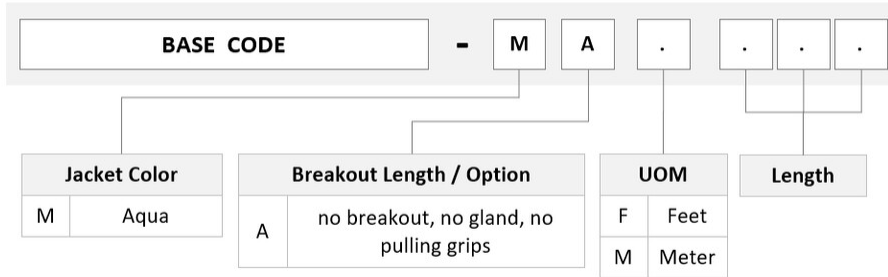 BASE CODE - M A . . . .
Jacket Color
M Aqua
Breakout Length / Option
A no breakout, no gland, no
pulling grips
UOM
F Feet
M Meter
Length